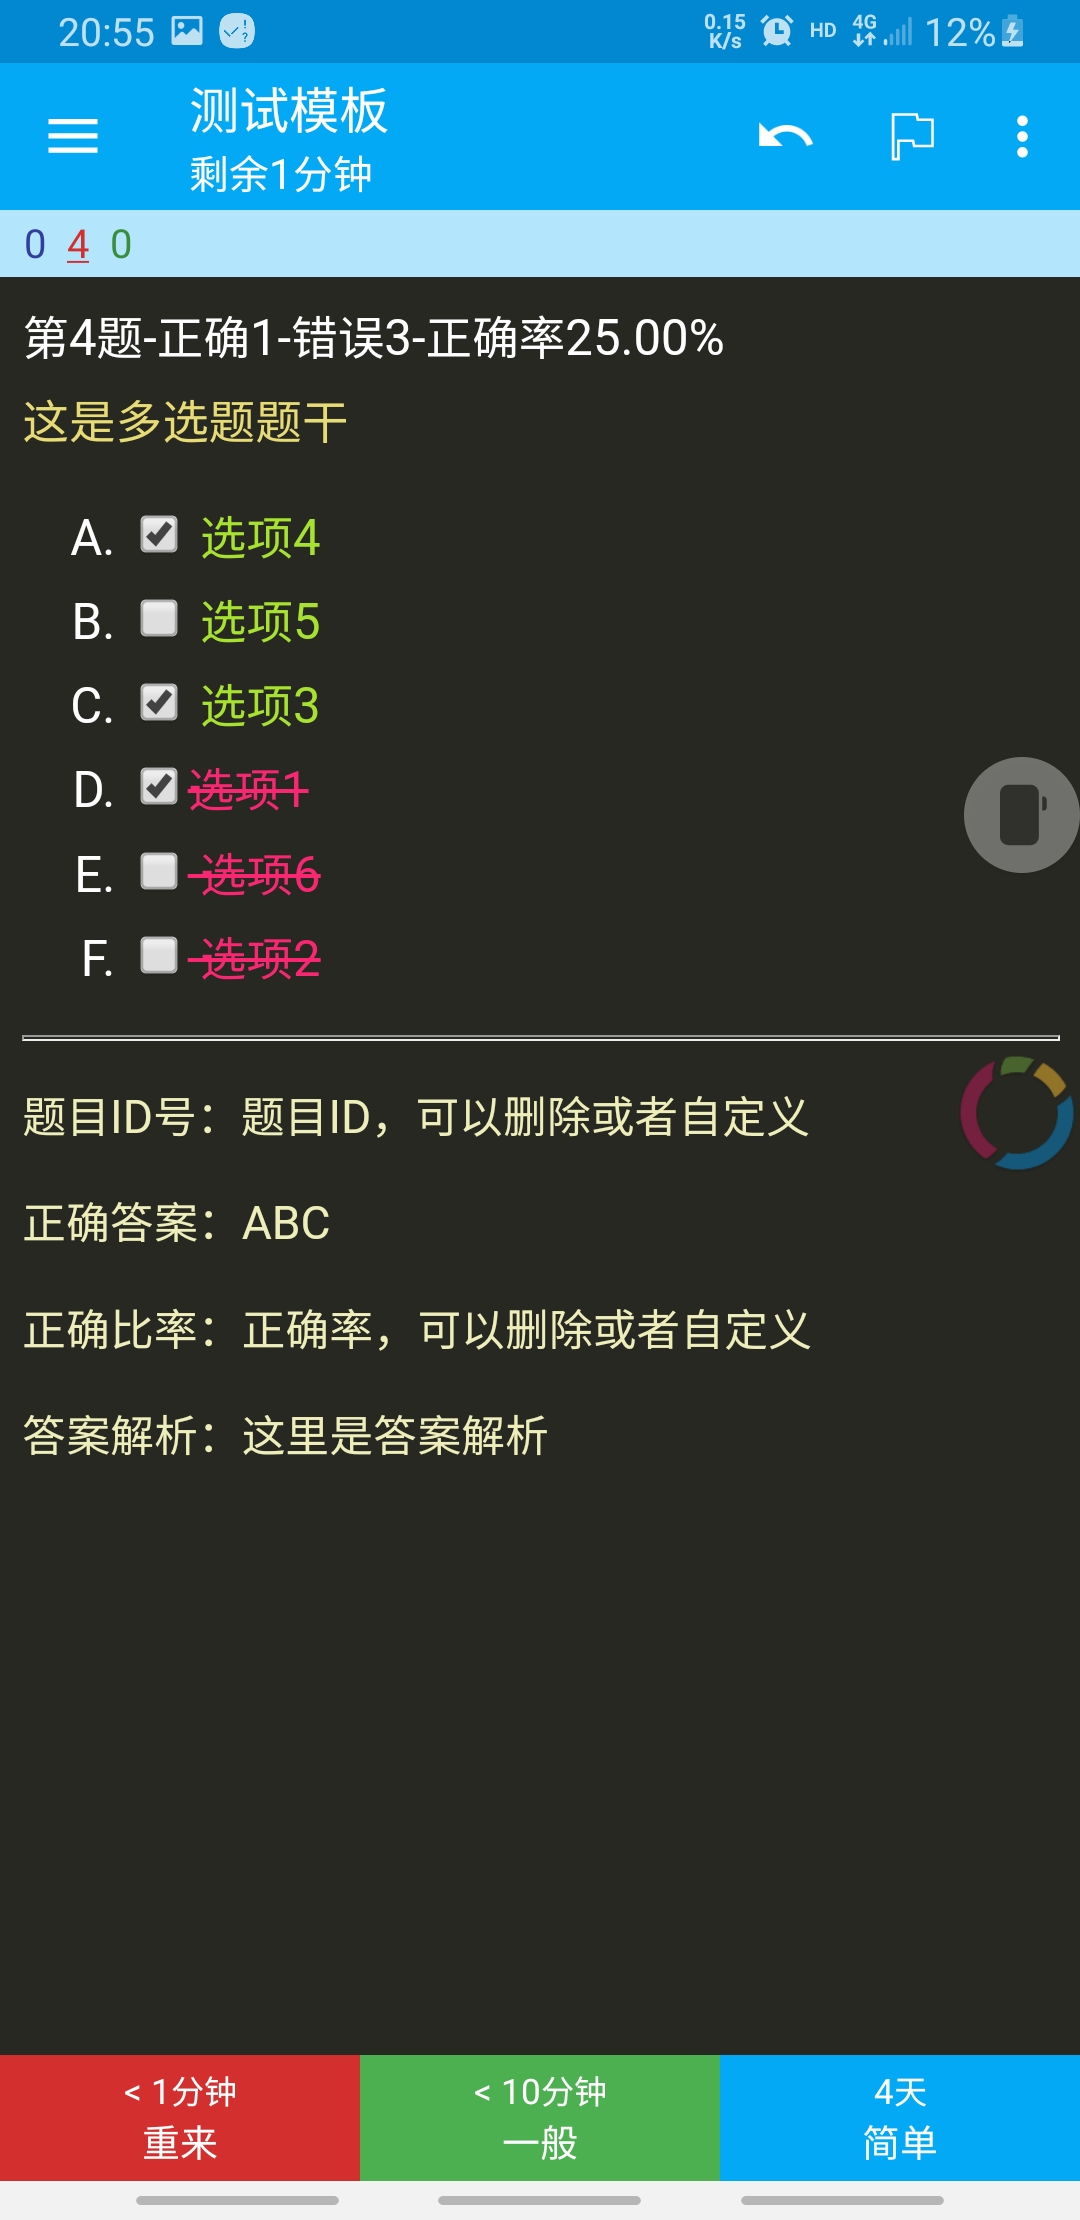 20:55
0.15 K/s HD 4G 12%
测试模板
剩余1分钟
0 4 0
第4题-正确1-错误3-正确率25.00%
这是多选题题干
A. 选项4
B. 选项5
C. 选项3
D. 选项1
E. 选项6
F. 选项2
题目ID号：题目ID，可以删除或者自定义
正确答案：ABC
正确比率：正确率，可以删除或者自定义
答案解析：这里是答案解析
< 1分钟 < 10分钟 4天
重来 一般 简单